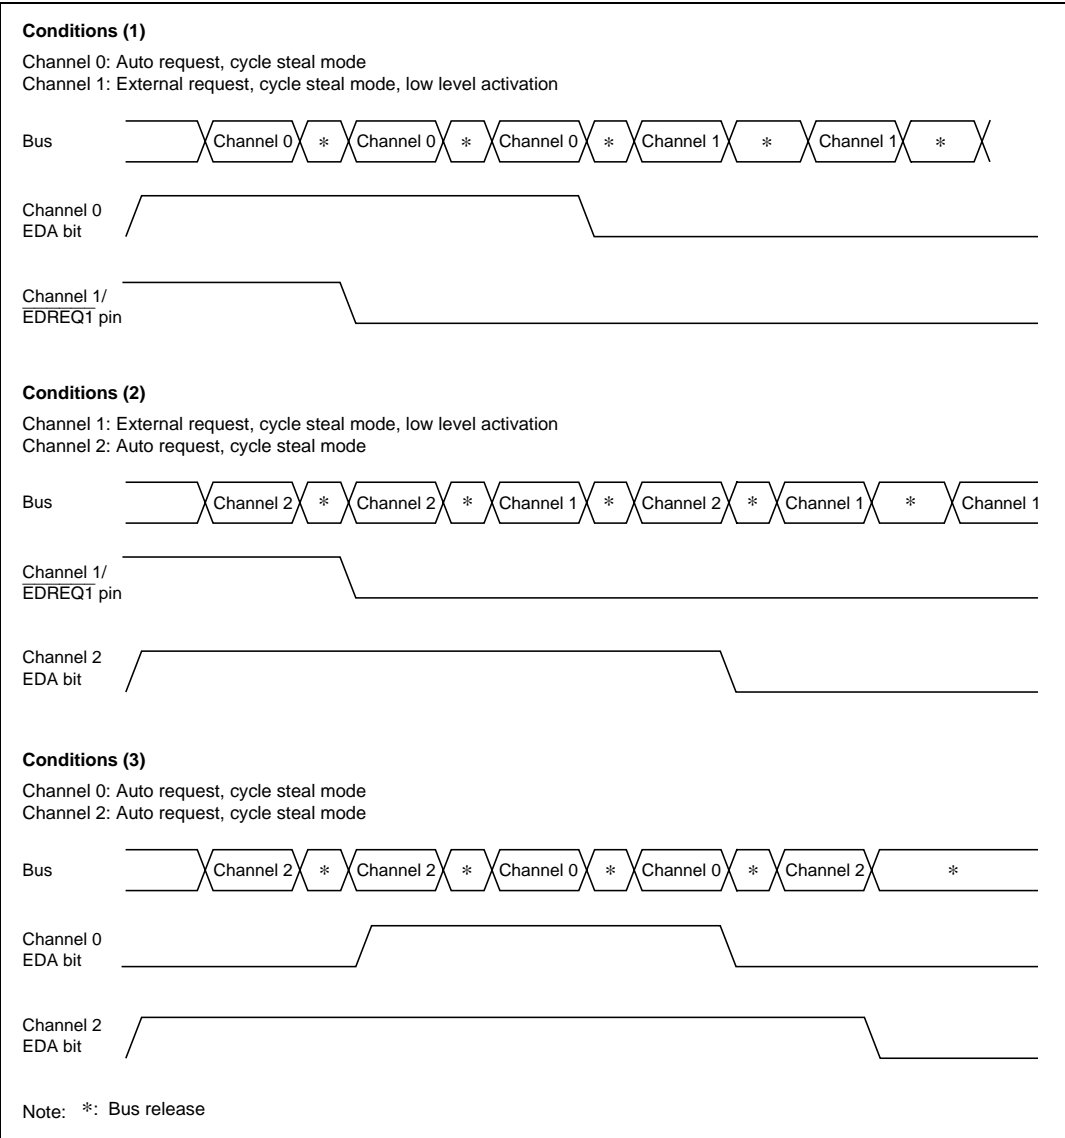 Conditions (1)
Channel 0: Auto request, cycle steal mode
Channel 1: External request, cycle steal mode, low level activation
Bus Channel 0 * Channel 0 * Channel 0 * Channel 1 * Channel 1 *
Channel 0
EDA bit
Channel 1/
EDREQ1 pin
Conditions (2)
Channel 1: External request, cycle steal mode, low level activation
Channel 2: Auto request, cycle steal mode
Bus Channel 2 * Channel 2 * Channel 1 * Channel 2 * Channel 1 * Channel 1
Channel 1/
EDREQ1 pin
Channel 2
EDA bit
Conditions (3)
Channel 0: Auto request, cycle steal mode
Channel 2: Auto request, cycle steal mode
Bus Channel 2 * Channel 2 * Channel 0 * Channel 0 * Channel 2 *
Channel 0
EDA bit
Channel 2
EDA bit
Note: *: Bus release